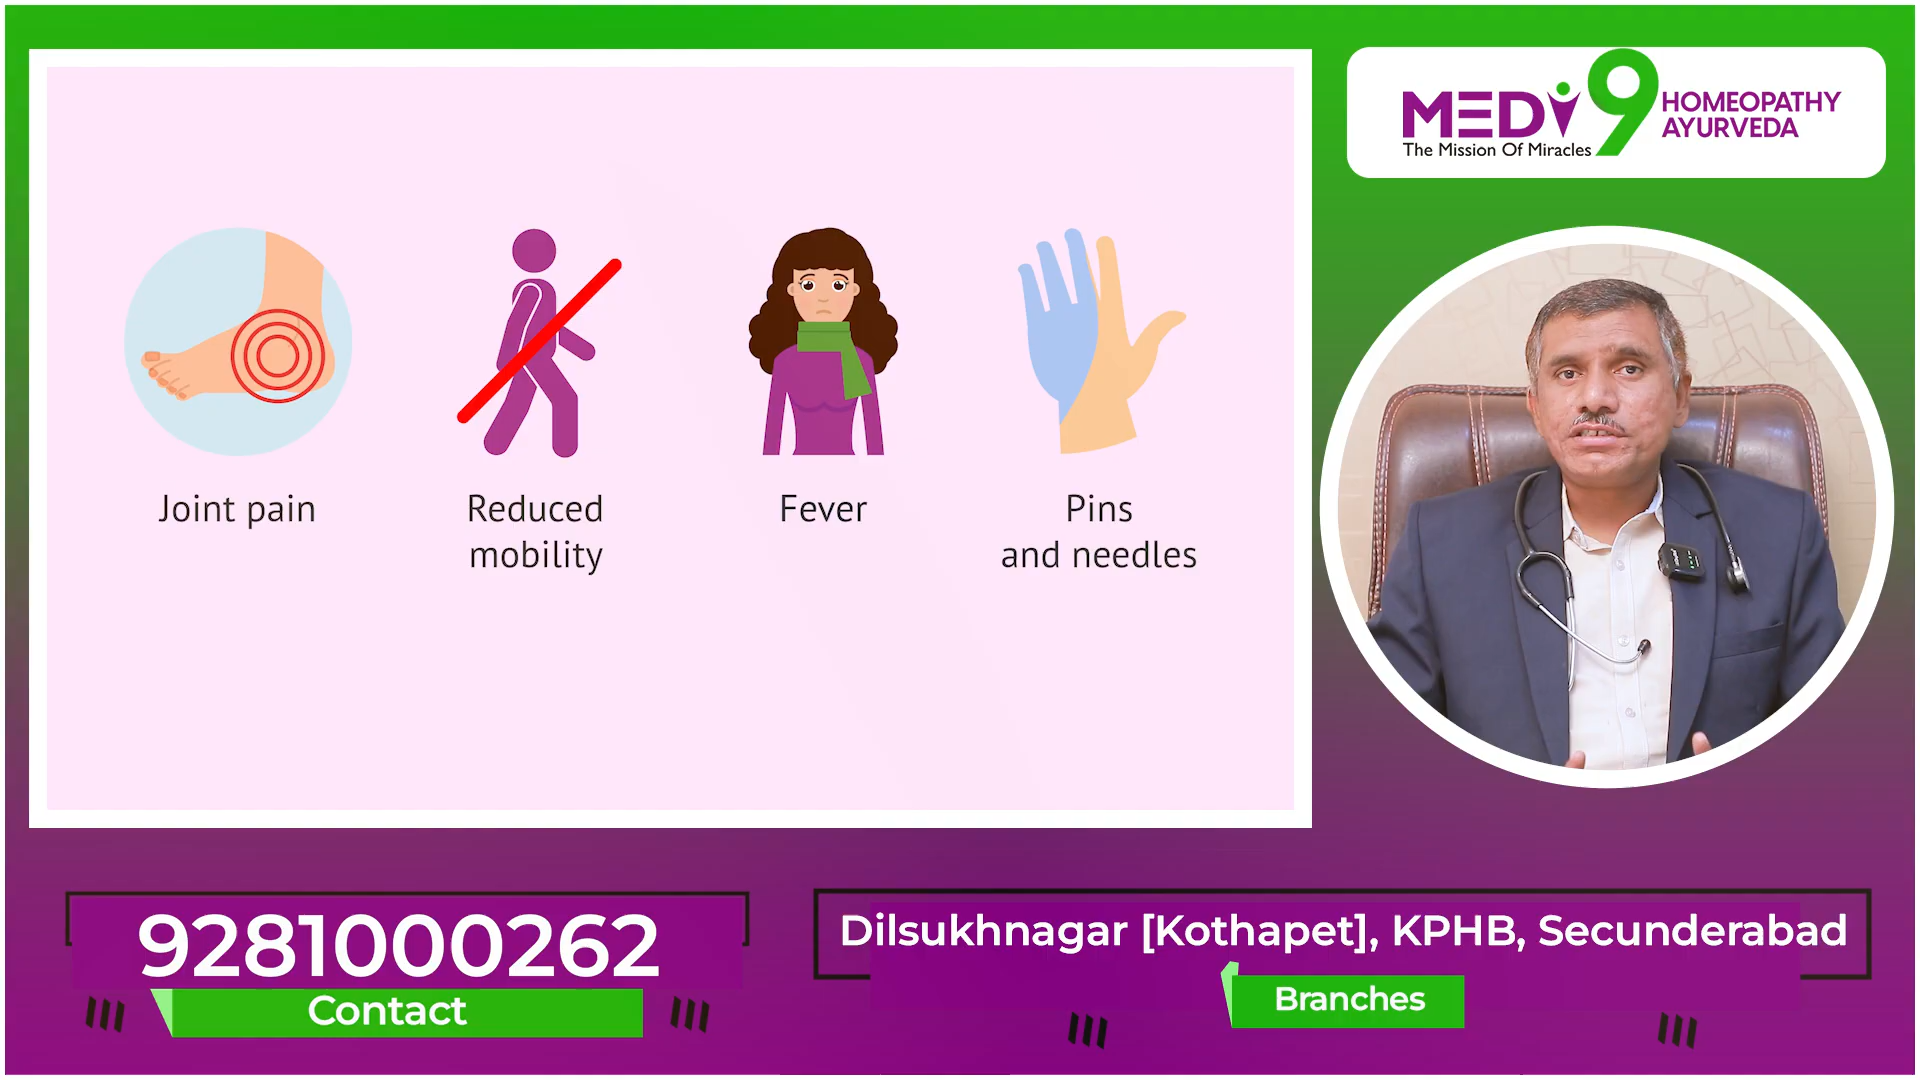 MEDi9 HOMEOPATHY
AYURVEDA
The Mission Of Miracles
Joint pain
Reduced
mobility
Fever
Pins
and needles
9281000262
Contact
Dilsukhnagar [Kothapet], KPHB, Secunderabad
Branches